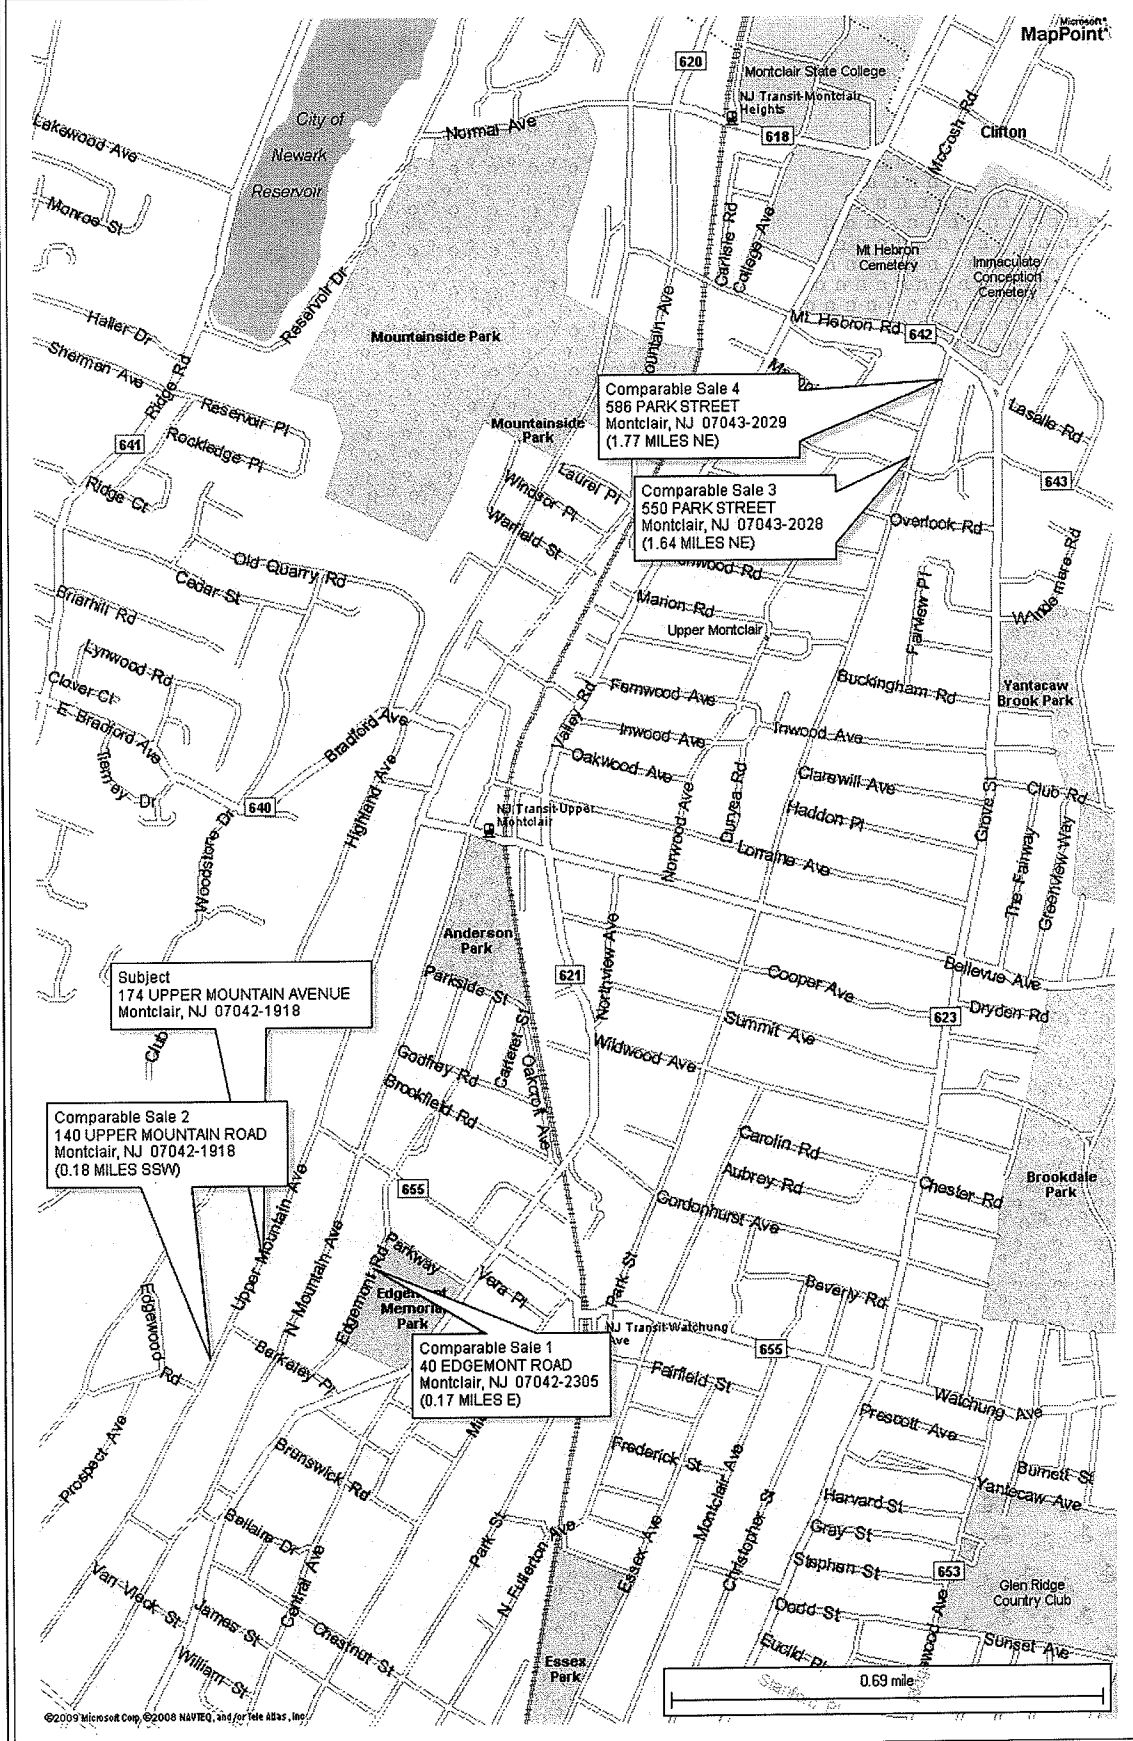 Microsoft®
MapPoint®
620
Montclair State College
NJ Transit-Montclair
Heights
618
McCosh Rd
Clifton
Lakewood Ave
City of
Newark
Reservoir
Normal Ave
Monroe St
Carlisle Rd
College Ave
Mt Hebron
Cemetery
Immaculate
Conception
Cemetery
Reservoir Dr
Haller Dr
Mountainside Park
ountain Ave
Mt Hebron Rd
642
Sherman Ave
Ridge Rd
Reservoir Pl
Comparable Sale 4
586 PARK STREET
Montclair, NJ 07043-2029
(1.77 MILES NE)
Lasalle Rd
641
Rockledge Pl
Mountainside
Park
Laurel Pl
Windsor Pl
Ridge Ct
643
Comparable Sale 3
550 PARK STREET
Montclair, NJ 07043-2028
(1.64 MILES NE)
Warfield St
Overlook Rd
Old Quarry Rd
Cedar St
nwood Rd
Briarhill Rd
Marion Rd
Fairview Pl
Windemare Rd
Upper Montclair
Lynwood Rd
Clover Ct
Fernwood Ave
Buckingham Rd
Yantacaw
Brook Park
E Bradford Ave
Bradford Ave
Valley Rd
Inwood Ave
Inwood Ave
Tierney Dr
Oakwood Ave
Clarewill Ave
Club Rd
640
Highland Ave
NJ Transit-Upper
Montclair
Norwood Ave
Duryea Rd
Haddon Pl
Grove St
Woodstone Dr
Lorraine Ave
The Fairway
Greenview Way
Anderson
Park
Northview Ave
Bellevue Ave
Subject
174 UPPER MOUNTAIN AVENUE
Montclair, NJ 07042-1918
Parkside St
621
Cooper Ave
Dryden Rd
623
Club
Carteret St
Summit Ave
Godfrey Rd
Oakcroft Ave
Wildwood Ave
Brookfield Rd
Comparable Sale 2
140 UPPER MOUNTAIN ROAD
Montclair, NJ 07042-1918
(0.18 MILES SSW)
Carolin Rd
Aubrey Rd
Chester Rd
Brookdale
Park
655
Gordonhurst Ave
Upper Mountain Ave
N Mountain Ave
Parkway
Edgemont Rd
Vera Pl
Park St
Beverly Rd
Edgewood Rd
Memorial
Park
NJ Transit-Watchung
Ave
655
Berkeley Pl
Comparable Sale 1
40 EDGEMONT ROAD
Montclair, NJ 07042-2305
(0.17 MILES E)
Fairfield St
Watchung Ave
Prescott Ave
Prospect Ave
Brunswick Rd
Frederick St
Montclair Ave
Burnett St
Yantecaw Ave
Harvard St
Christopher St
Bellaire Dr
Park St
N Fullerton Ave
Gray St
Essex Ave
Stephen St
653
Van Vleck St
Central Ave
Glen Ridge
Country Club
James St
Chestnut St
Dodd St
wood Ave
Sunset Ave
Euclid Pl
William St
Essex
Park
0.69 mile
Stanford Pl
©2009 Microsoft Corp, ©2008 NAVTEQ, and/or Tele Atlas, Inc.